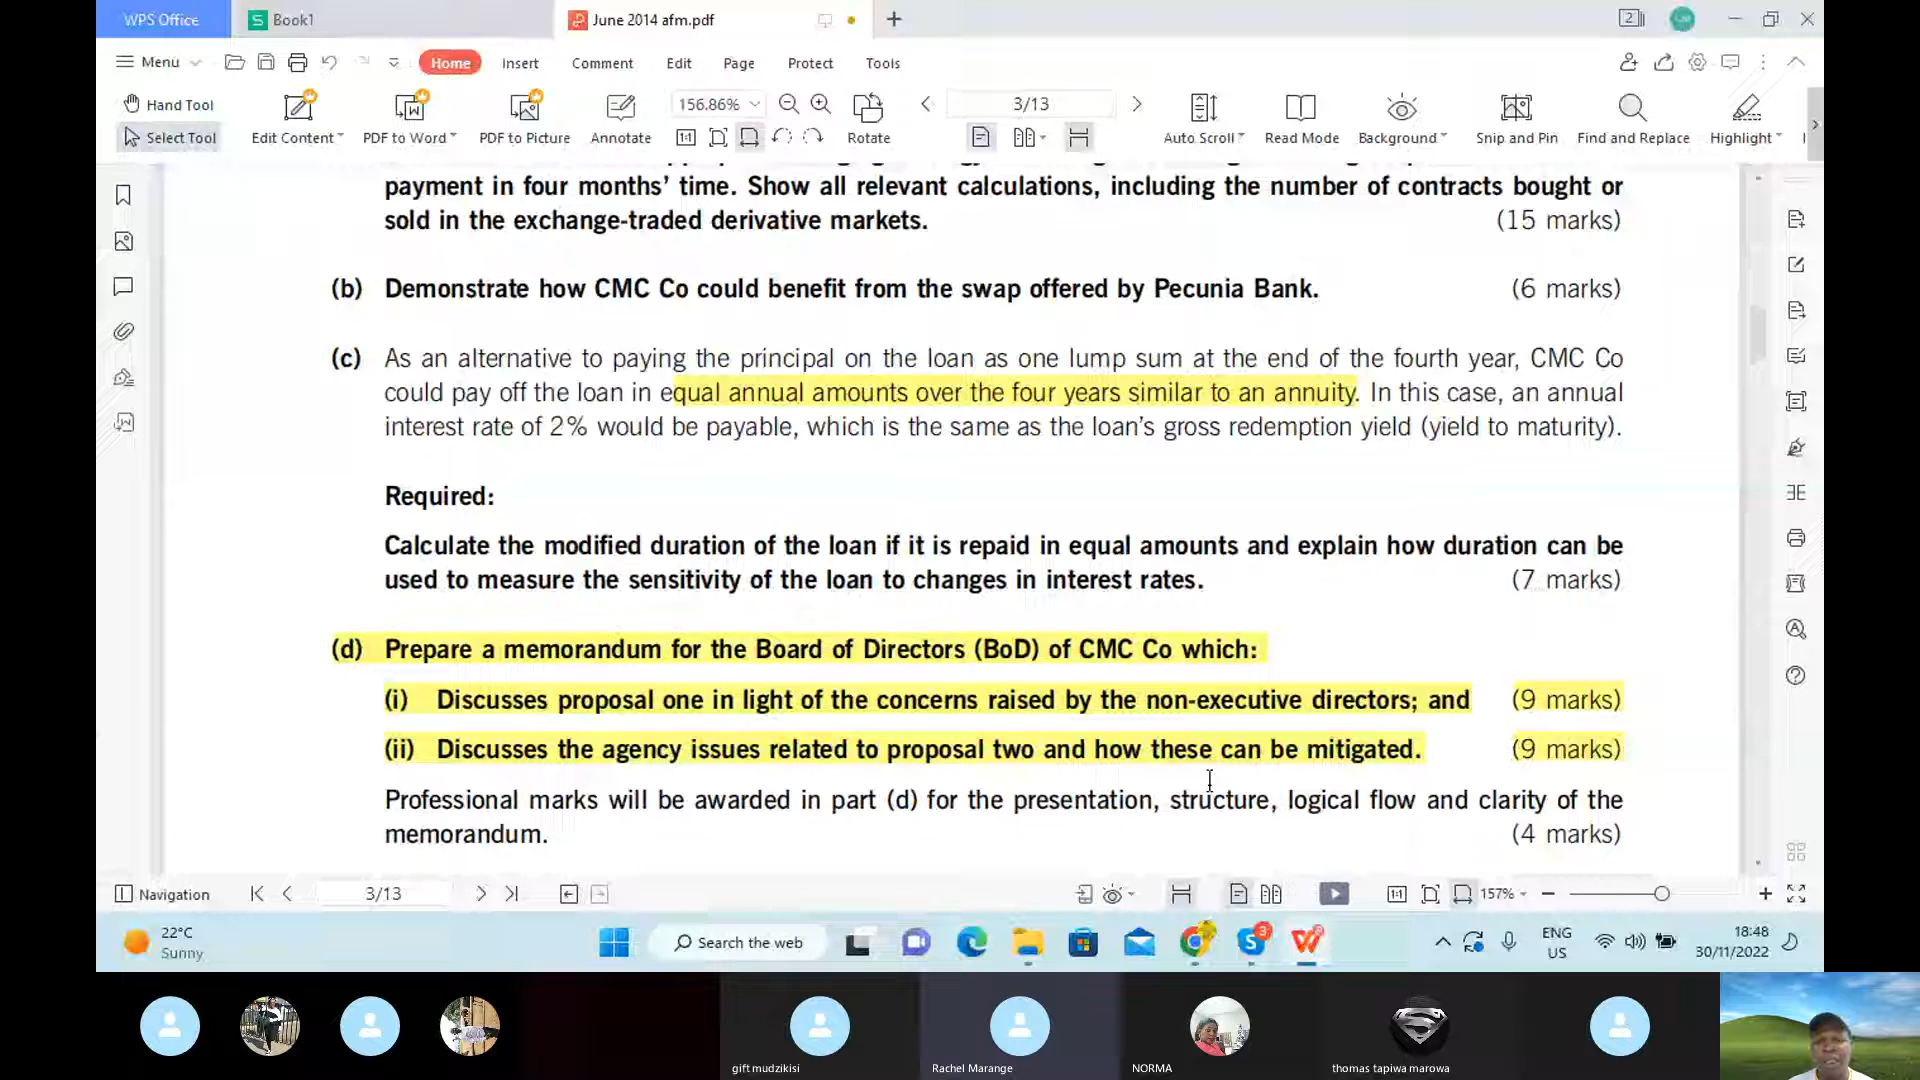 WPS Office
Book1
June 2014 afm.pdf
Menu
Home
Insert
Comment
Edit
Page
Protect
Tools
Hand Tool
Select Tool
Edit Content
PDF to Word
PDF to Picture
Annotate
156.86%
Rotate
3/13
Auto Scroll
Read Mode
Background
Snip and Pin
Find and Replace
Highlight
payment in four months’ time. Show all relevant calculations, including the number of contracts bought or
sold in the exchange-traded derivative markets. (15 marks)
(b) Demonstrate how CMC Co could benefit from the swap offered by Pecunia Bank. (6 marks)
(c) As an alternative to paying the principal on the loan as one lump sum at the end of the fourth year, CMC Co
could pay off the loan in equal annual amounts over the four years similar to an annuity. In this case, an annual
interest rate of 2% would be payable, which is the same as the loan’s gross redemption yield (yield to maturity).
Required:
Calculate the modified duration of the loan if it is repaid in equal amounts and explain how duration can be
used to measure the sensitivity of the loan to changes in interest rates. (7 marks)
(d) Prepare a memorandum for the Board of Directors (BoD) of CMC Co which:
(i) Discusses proposal one in light of the concerns raised by the non-executive directors; and (9 marks)
(ii) Discusses the agency issues related to proposal two and how these can be mitigated. (9 marks)
Professional marks will be awarded in part (d) for the presentation, structure, logical flow and clarity of the
memorandum. (4 marks)
Navigation
3/13
157%
22°C
Sunny
Search the web
3
ENG
US
18:48
30/11/2022
gift mudzikisi
Rachel Marange
NORMA
thomas tapiwa marowa